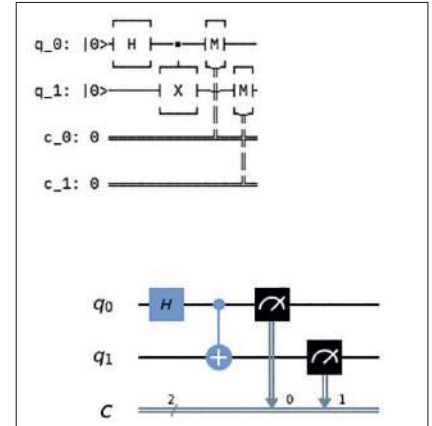 q_0: |0> H M
q_1: |0> X M
c_0: 0
c_1: 0
q0 H
q1
C 2 0 1